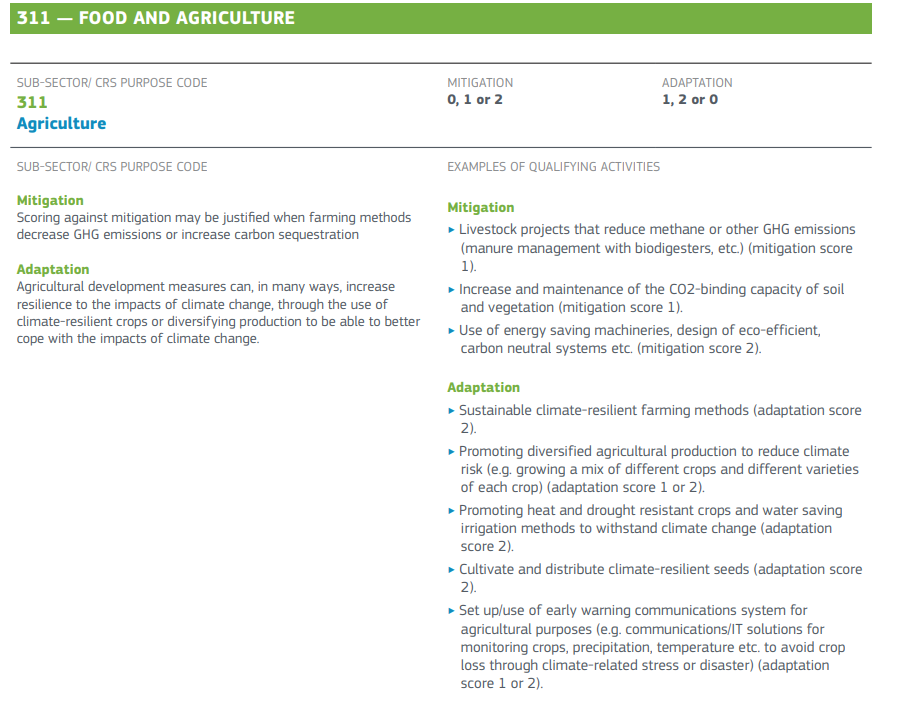 311 — FOOD AND AGRICULTURE
SUB-SECTOR/ CRS PURPOSE CODE
311
Agriculture
MITIGATION
0, 1 or 2
ADAPTATION
1, 2 or 0
SUB-SECTOR/ CRS PURPOSE CODE
Mitigation
Scoring against mitigation may be justified when farming methods
decrease GHG emissions or increase carbon sequestration
Adaptation
Agricultural development measures can, in many ways, increase
resilience to the impacts of climate change, through the use of
climate-resilient crops or diversifying production to be able to better
cope with the impacts of climate change.
EXAMPLES OF QUALIFYING ACTIVITIES
Mitigation
▸ Livestock projects that reduce methane or other GHG emissions
(manure management with biodigesters, etc.) (mitigation score
1).
▸ Increase and maintenance of the CO2-binding capacity of soil
and vegetation (mitigation score 1).
▸ Use of energy saving machineries, design of eco-efficient,
carbon neutral systems etc. (mitigation score 2).
Adaptation
▸ Sustainable climate-resilient farming methods (adaptation score
2).
▸ Promoting diversified agricultural production to reduce climate
risk (e.g. growing a mix of different crops and different varieties
of each crop) (adaptation score 1 or 2).
▸ Promoting heat and drought resistant crops and water saving
irrigation methods to withstand climate change (adaptation
score 2).
▸ Cultivate and distribute climate-resilient seeds (adaptation score
2).
▸ Set up/use of early warning communications system for
agricultural purposes (e.g. communications/IT solutions for
monitoring crops, precipitation, temperature etc. to avoid crop
loss through climate-related stress or disaster) (adaptation
score 1 or 2).